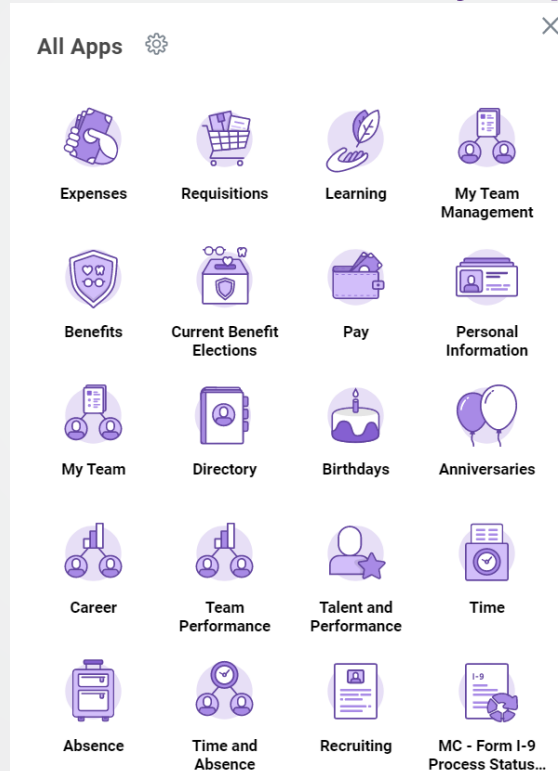 All Apps
Expenses
Requisitions
Learning
My Team
Management
Benefits
Current Benefit
Elections
Pay
Personal
Information
My Team
Directory
Birthdays
Anniversaries
Career
Team
Performance
Talent and
Performance
Time
Absence
Time and
Absence
Recruiting
I-9
MC - Form I-9
Process Status...